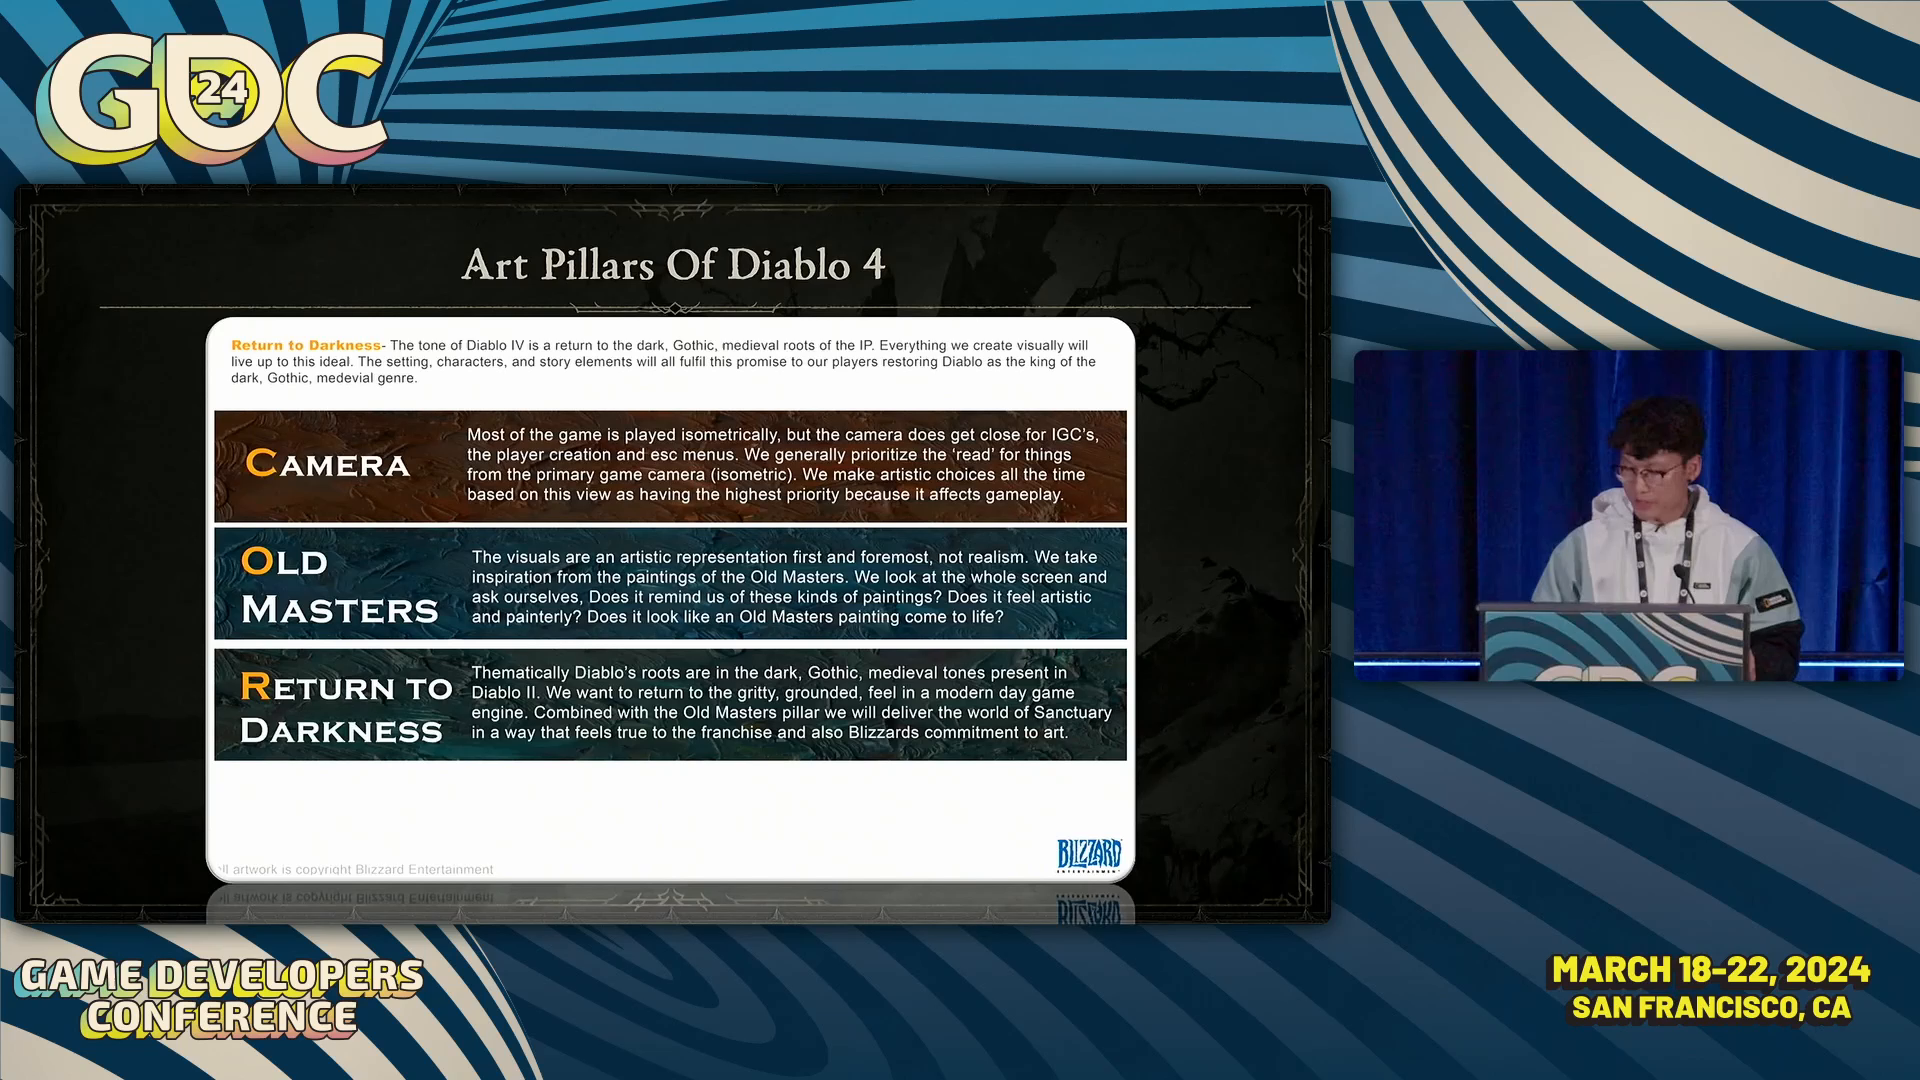 GDC
24
Art Pillars Of Diablo 4
Return to Darkness- The tone of Diablo IV is a return to the dark, Gothic, medieval roots of the IP. Everything we create visually will
live up to this ideal. The setting, characters, and story elements will all fulfil this promise to our players restoring Diablo as the king of the
dark, Gothic, medevial genre.
CAMERA
Most of the game is played isometrically, but the camera does get close for IGC's,
the player creation and esc menus. We generally prioritize the 'read' for things
from the primary game camera (isometric). We make artistic choices all the time
based on this view as having the highest priority because it affects gameplay.
OLD
MASTERS
The visuals are an artistic representation first and foremost, not realism. We take
inspiration from the paintings of the Old Masters. We look at the whole screen and
ask ourselves, Does it remind us of these kinds of paintings? Does it feel artistic
and painterly? Does it look like an Old Masters painting come to life?
RETURN TO
DARKNESS
Thematically Diablo's roots are in the dark, Gothic, medieval tones present in
Diablo II. We want to return to the gritty, grounded, feel in a modern day game
engine. Combined with the Old Masters pillar we will deliver the world of Sanctuary
in a way that feels true to the franchise and also Blizzards commitment to art.
all artwork is copyright Blizzard Entertainment
BLIZZARD
ENTERTAINMENT
GDC
GAME DEVELOPERS
CONFERENCE
MARCH 18-22, 2024
SAN FRANCISCO, CA